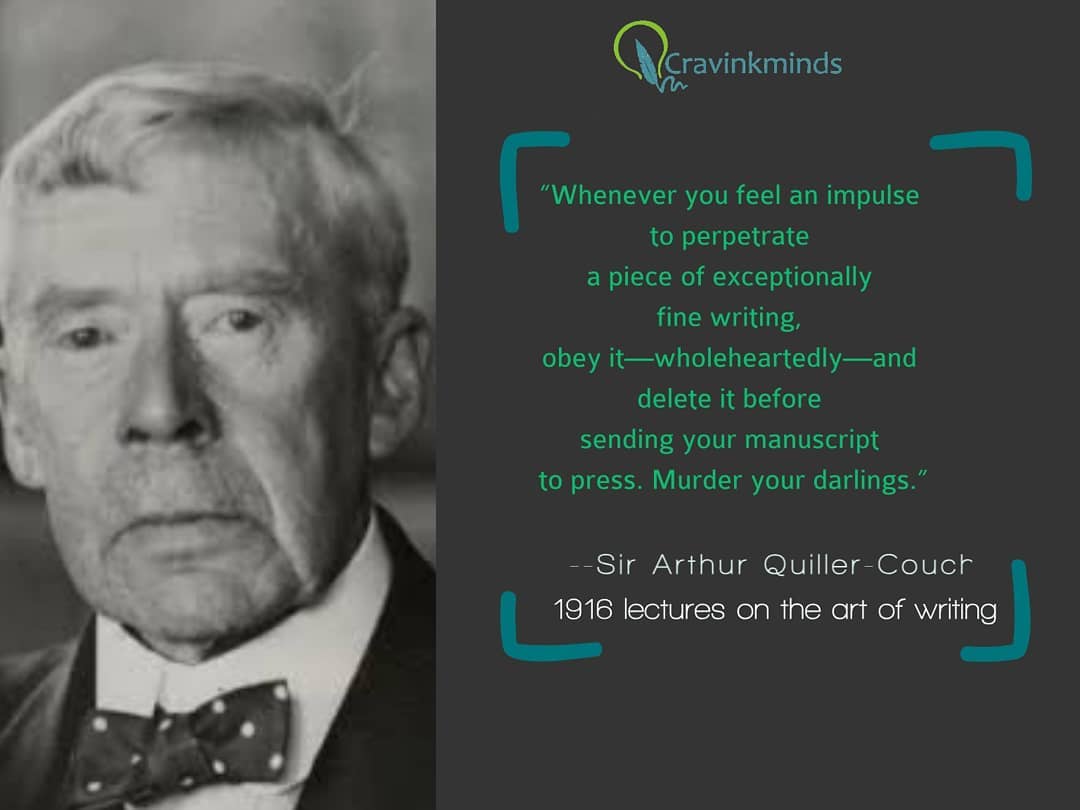 Cravinkminds
"Whenever you feel an impulse
to perpetrate
a piece of exceptionally
fine writing,
obey it—wholeheartedly—and
delete it before
sending your manuscript
to press. Murder your darlings."
--Sir Arthur Quiller-Couch
1916 lectures on the art of writing